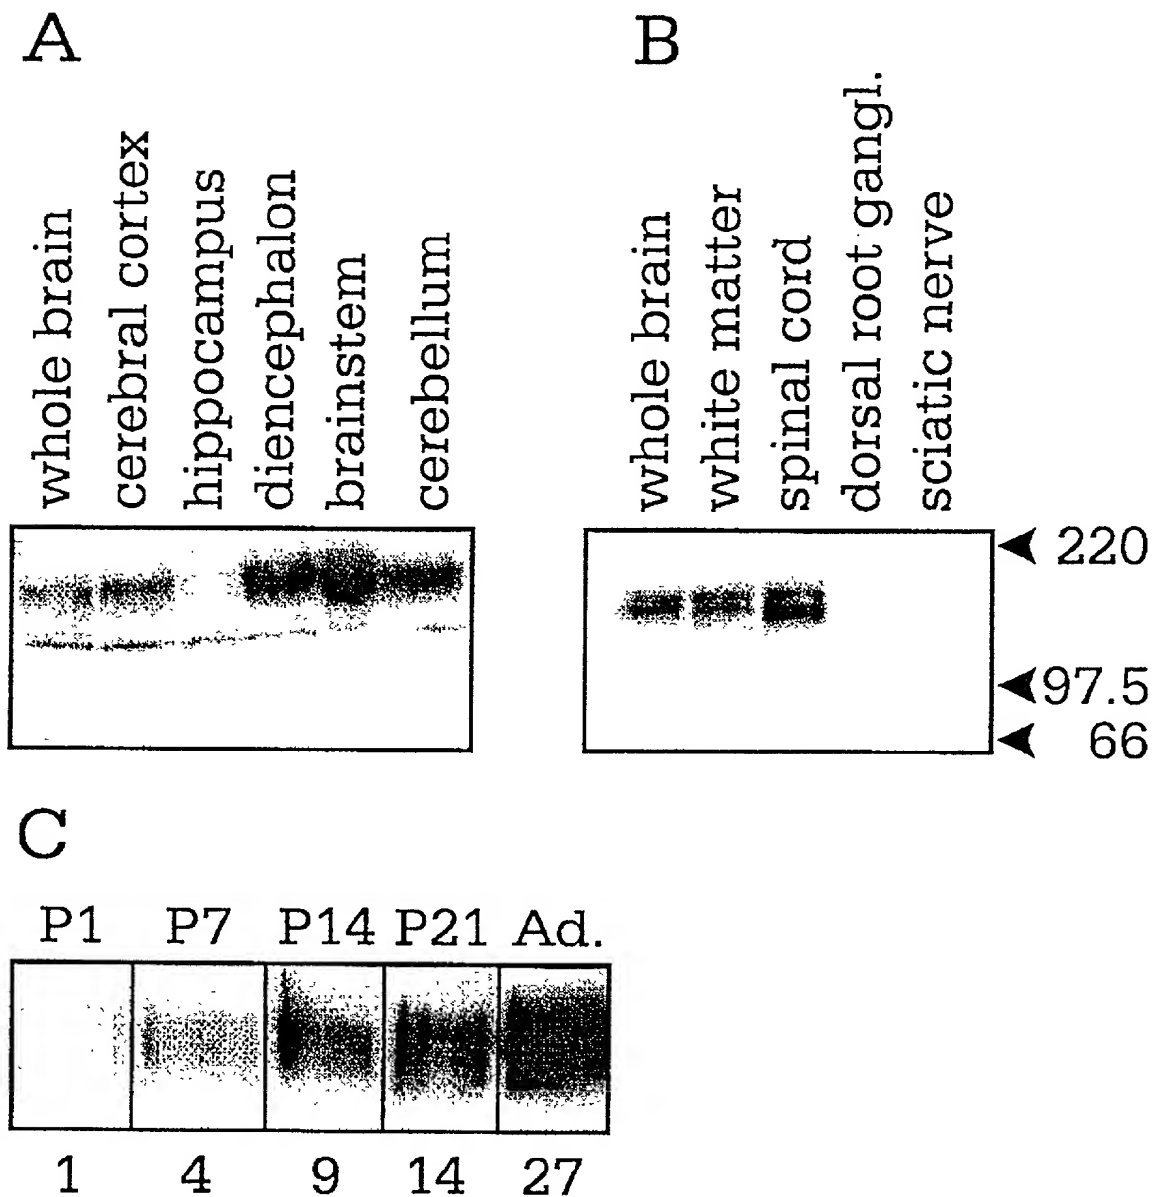 A
whole brain
cerebral cortex
hippocampus
diencephalon
brainstem
cerebellum
B
whole brain
white matter
spinal cord
dorsal root gangl.
sciatic nerve
220
97.5
66
C
P1 P7 P14 P21 Ad.
1 4 9 14 27